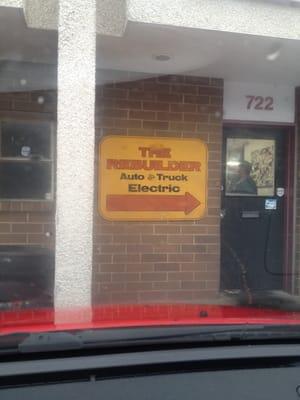 THE
REBUILDER
Auto & Truck
Electric
722